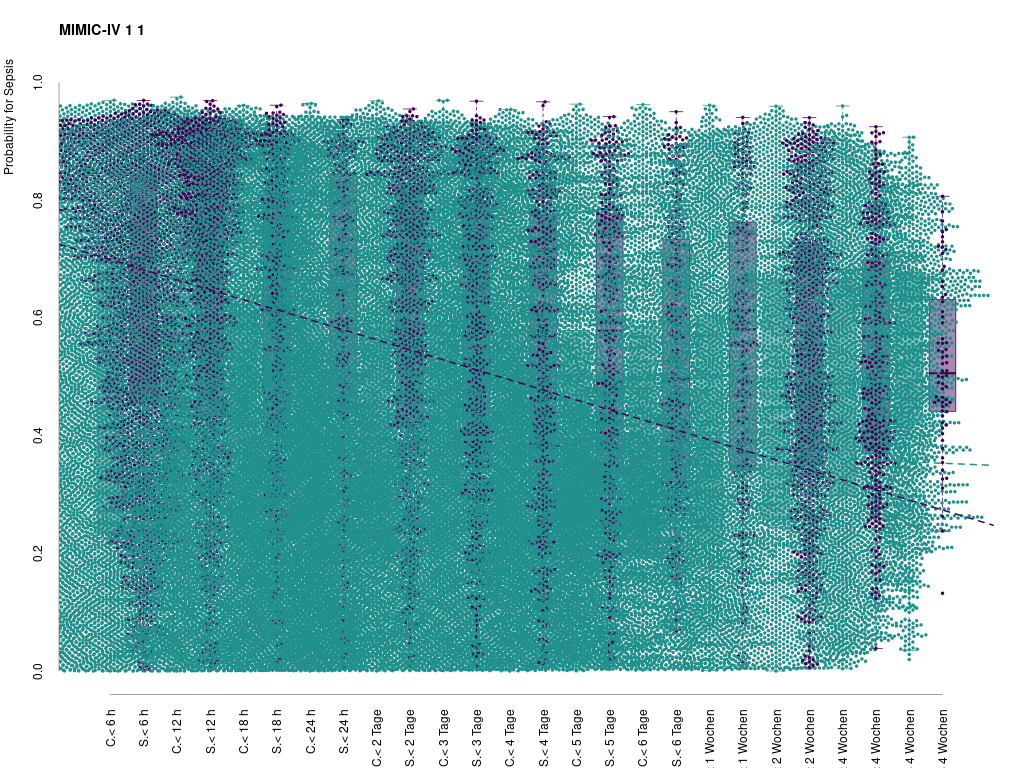 MIMIC-IV 1 1
Probability for Sepsis
1.0
0.8
0.6
0.4
0.2
0.0
C.< 6 h
S.< 6 h
C.< 12 h
S.< 12 h
C.< 18 h
S.< 18 h
C.< 24 h
S.< 24 h
C.< 2 Tage
S.< 2 Tage
C.< 3 Tage
S.< 3 Tage
C.< 4 Tage
S.< 4 Tage
C.< 5 Tage
S.< 5 Tage
C.< 6 Tage
S.< 6 Tage
1 Wochen
1 Wochen
2 Wochen
2 Wochen
4 Wochen
4 Wochen
4 Wochen
4 Wochen